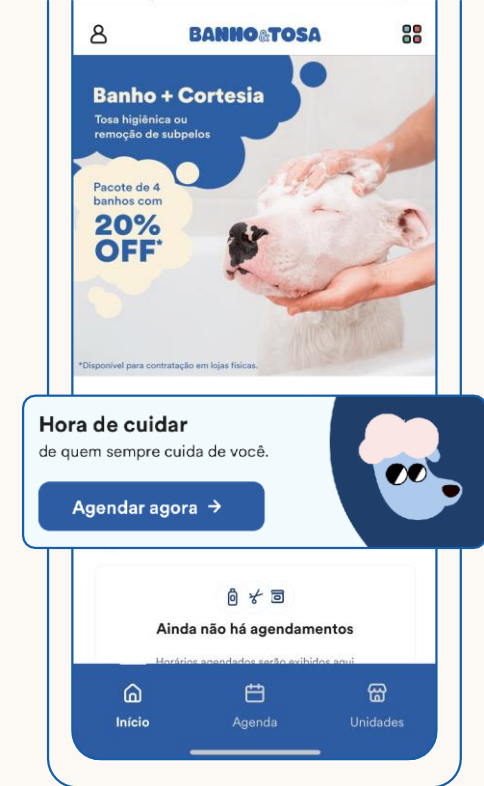 BANHO&TOSA
Banho + Cortesia
Tosa higiênica ou
remoção de subpelos
Pacote de 4
banhos com
20%
OFF*
*Disponível para contratação em lojas físicas.
Hora de cuidar
de quem sempre cuida de você.
Agendar agora →
Ainda não há agendamentos
Horários agendados serão exibidos aqui
Início
Agenda
Unidades